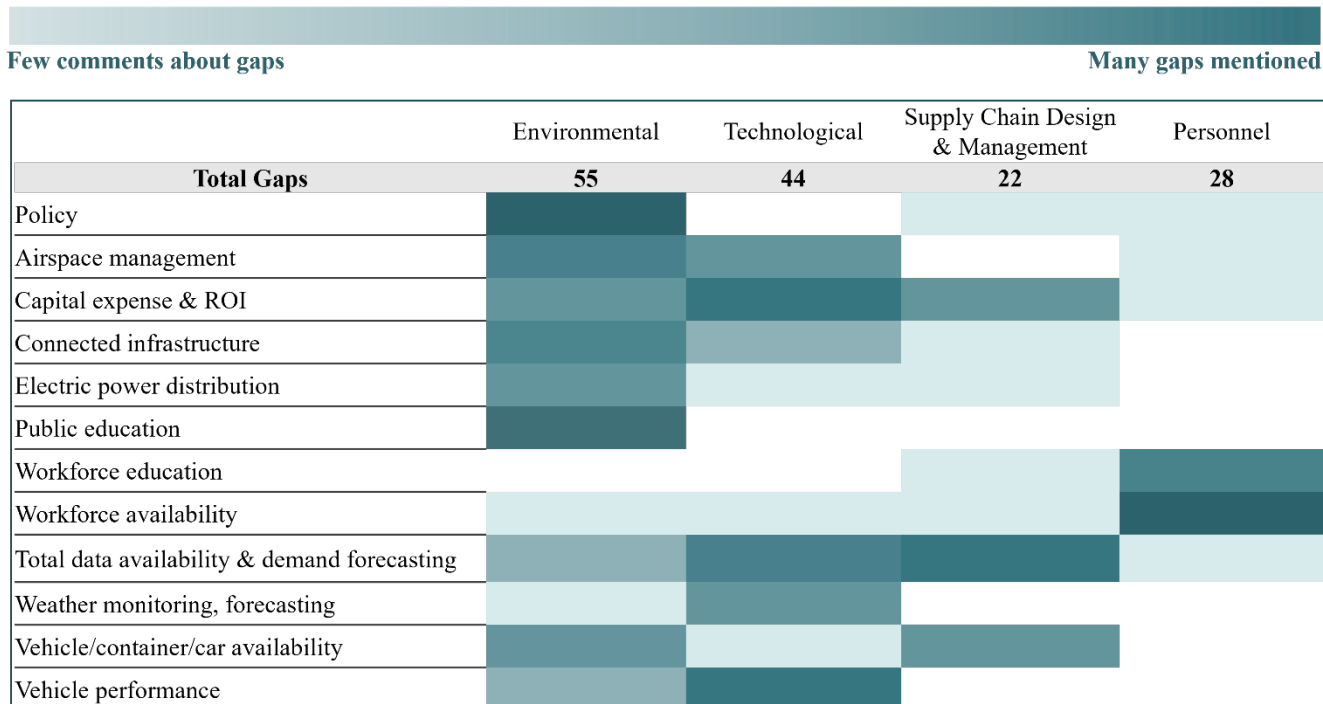 Few comments about gaps
Many gaps mentioned
Environmental
Technological
Supply Chain Design
& Management
Personnel
Total Gaps 55 44 22 28
Policy
Airspace management
Capital expense & ROI
Connected infrastructure
Electric power distribution
Public education
Workforce education
Workforce availability
Total data availability & demand forecasting
Weather monitoring, forecasting
Vehicle/container/car availability
Vehicle performance